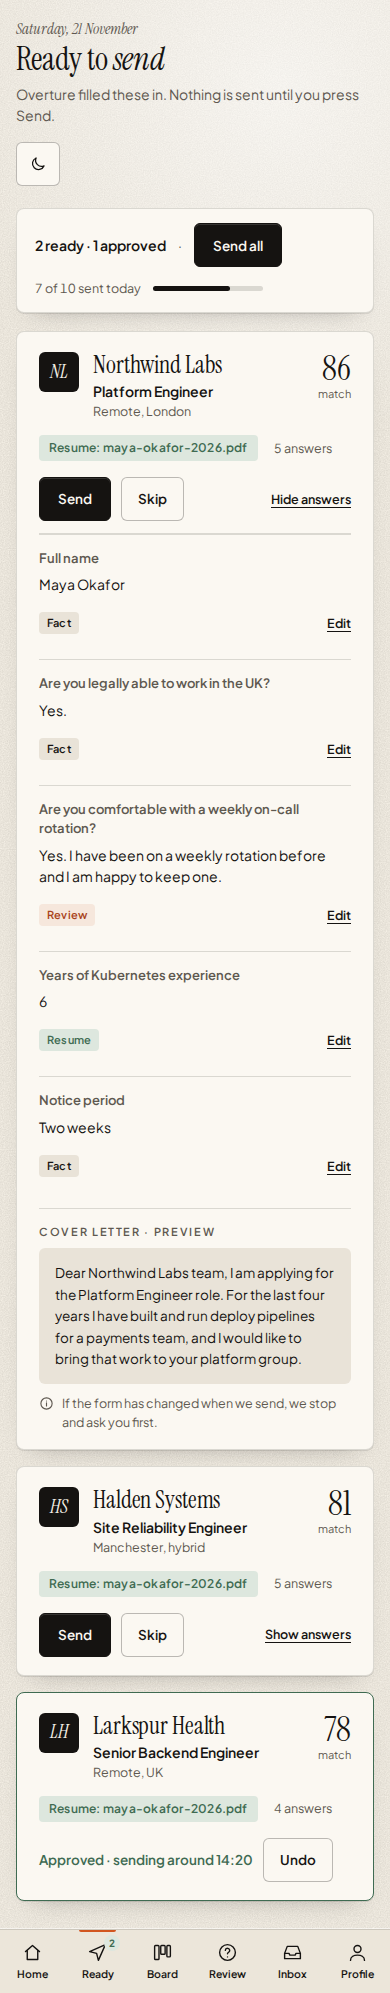 Saturday, 21 November
Ready to send
Overture filled these in. Nothing is sent until you press
Send.
2 ready · 1 approved · Send all
7 of 10 sent today
NL Northwind Labs 86
Platform Engineer match
Remote, London
Resume: maya-okafor-2026.pdf 5 answers
Send Skip Hide answers
Full name
Maya Okafor
Fact Edit
Are you legally able to work in the UK?
Yes.
Fact Edit
Are you comfortable with a weekly on-call
rotation?
Yes. I have been on a weekly rotation before
and I am happy to keep one.
Review Edit
Years of Kubernetes experience
6
Resume Edit
Notice period
Two weeks
Fact Edit
COVER LETTER · PREVIEW
Dear Northwind Labs team, I am applying for
the Platform Engineer role. For the last four
years I have built and run deploy pipelines
for a payments team, and I would like to
bring that work to your platform group.
If the form has changed when we send, we stop
and ask you first.
HS Halden Systems 81
Site Reliability Engineer match
Manchester, hybrid
Resume: maya-okafor-2026.pdf 5 answers
Send Skip Show answers
LH Larkspur Health 78
Senior Backend Engineer match
Remote, UK
Resume: maya-okafor-2026.pdf 4 answers
Approved · sending around 14:20 Undo
2
Home Ready Board Review Inbox Profile